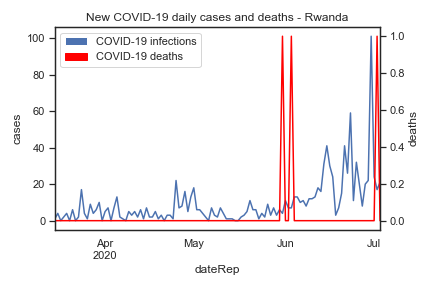 New COVID-19 daily cases and deaths - Rwanda
COVID-19 infections
COVID-19 deaths
100
80
60
40
20
0
cases
1.0
0.8
0.6
0.4
0.2
0.0
deaths
Apr
2020
May
Jun
Jul
dateRep